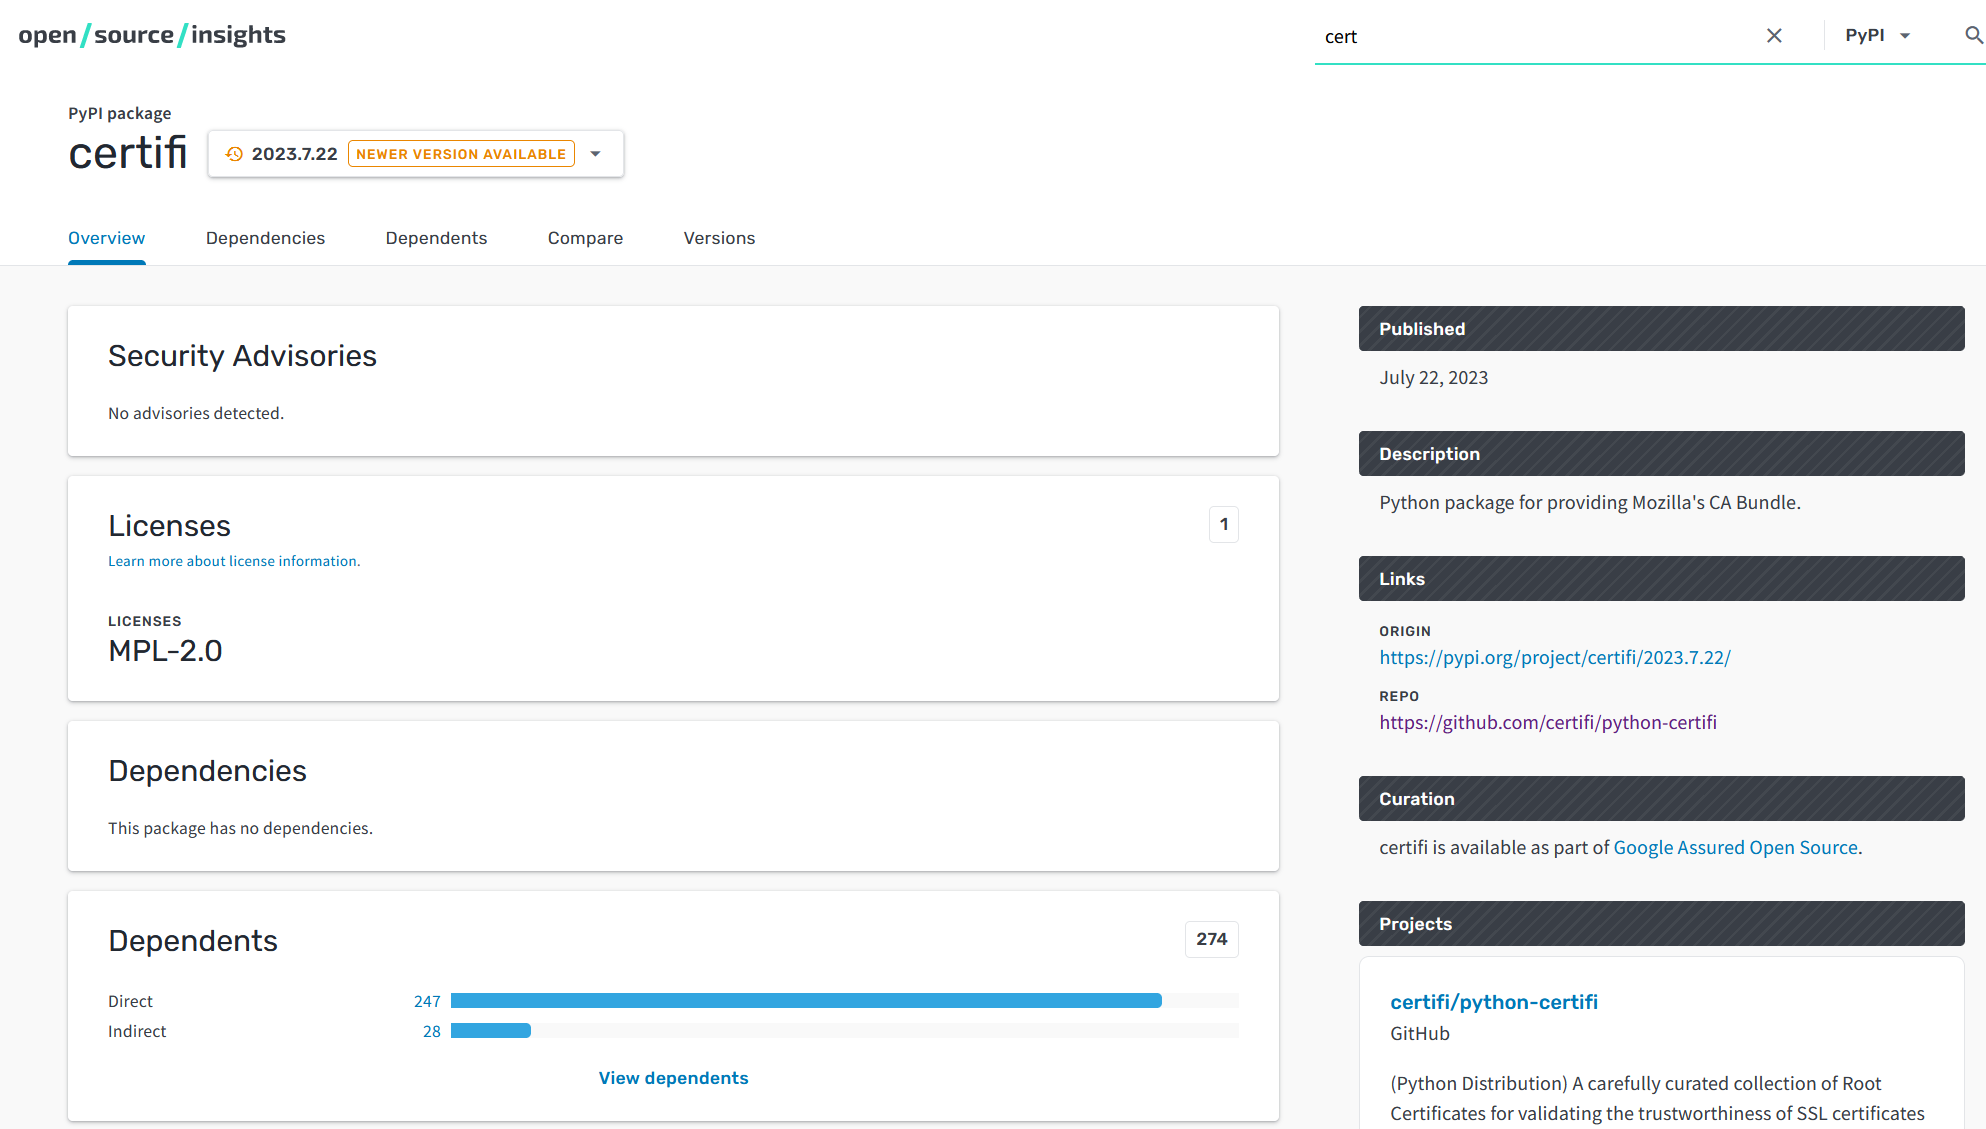 open/source/insights
cert
PyPI
PyPI package
certifi
2023.7.22 NEWER VERSION AVAILABLE
Overview Dependencies Dependents Compare Versions
Security Advisories
No advisories detected.
Licenses
1
Learn more about license information.
LICENSES
MPL-2.0
Dependencies
This package has no dependencies.
Dependents
274
Direct 247
Indirect 28
View dependents
Published
July 22, 2023
Description
Python package for providing Mozilla's CA Bundle.
Links
ORIGIN
https://pypi.org/project/certifi/2023.7.22/
REPO
https://github.com/certifi/python-certifi
Curation
certifi is available as part of Google Assured Open Source.
Projects
certifi/python-certifi
GitHub
(Python Distribution) A carefully curated collection of Root
Certificates for validating the trustworthiness of SSL certificates